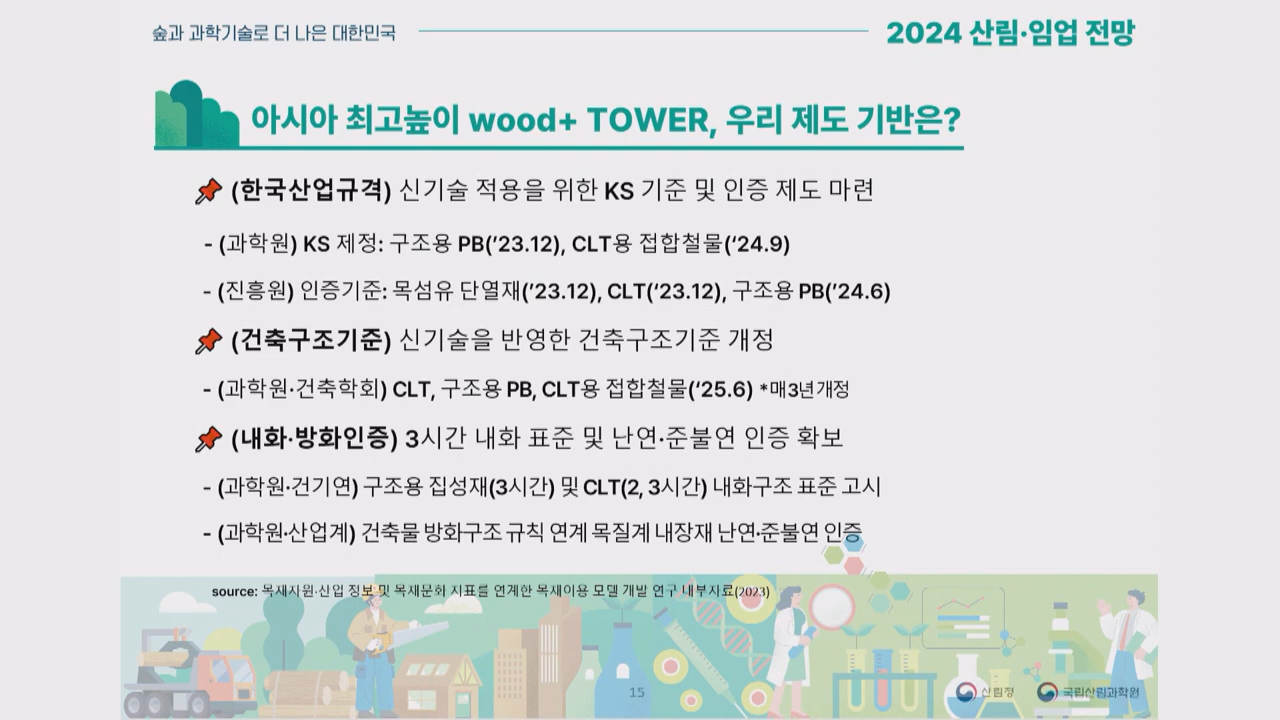 숲과 과학기술로 더 나은 대한민국
2024 산림·임업 전망
아시아 최고높이 wood+ TOWER, 우리 제도 기반은?
(한국산업규격) 신기술 적용을 위한 KS 기준 및 인증 제도 마련
- (과학원) KS 제정: 구조용 PB(’23.12), CLT용 접합철물(‘24.9)
- (진흥원) 인증기준: 목섬유 단열재(’23.12), CLT(‘23.12), 구조용 PB(’24.6)
(건축구조기준) 신기술을 반영한 건축구조기준 개정
- (과학원·건축학회) CLT, 구조용 PB, CLT용 접합철물(‘25.6) *매3년개정
(내화·방화인증) 3시간 내화 표준 및 난연·준불연 인증 확보
- (과학원·건기연) 구조용 집성재(3시간) 및 CLT(2, 3시간) 내화구조 표준 고시
- (과학원·산업계) 건축물 방화구조 규칙 연계 목질계 내장재 난연·준불연 인증
source: 목재자원·산업 정보 및 목재문화 지표를 연계한 목재이용 모델 개발 연구 내부자료(2023)
15
산림청
국립산림과학원